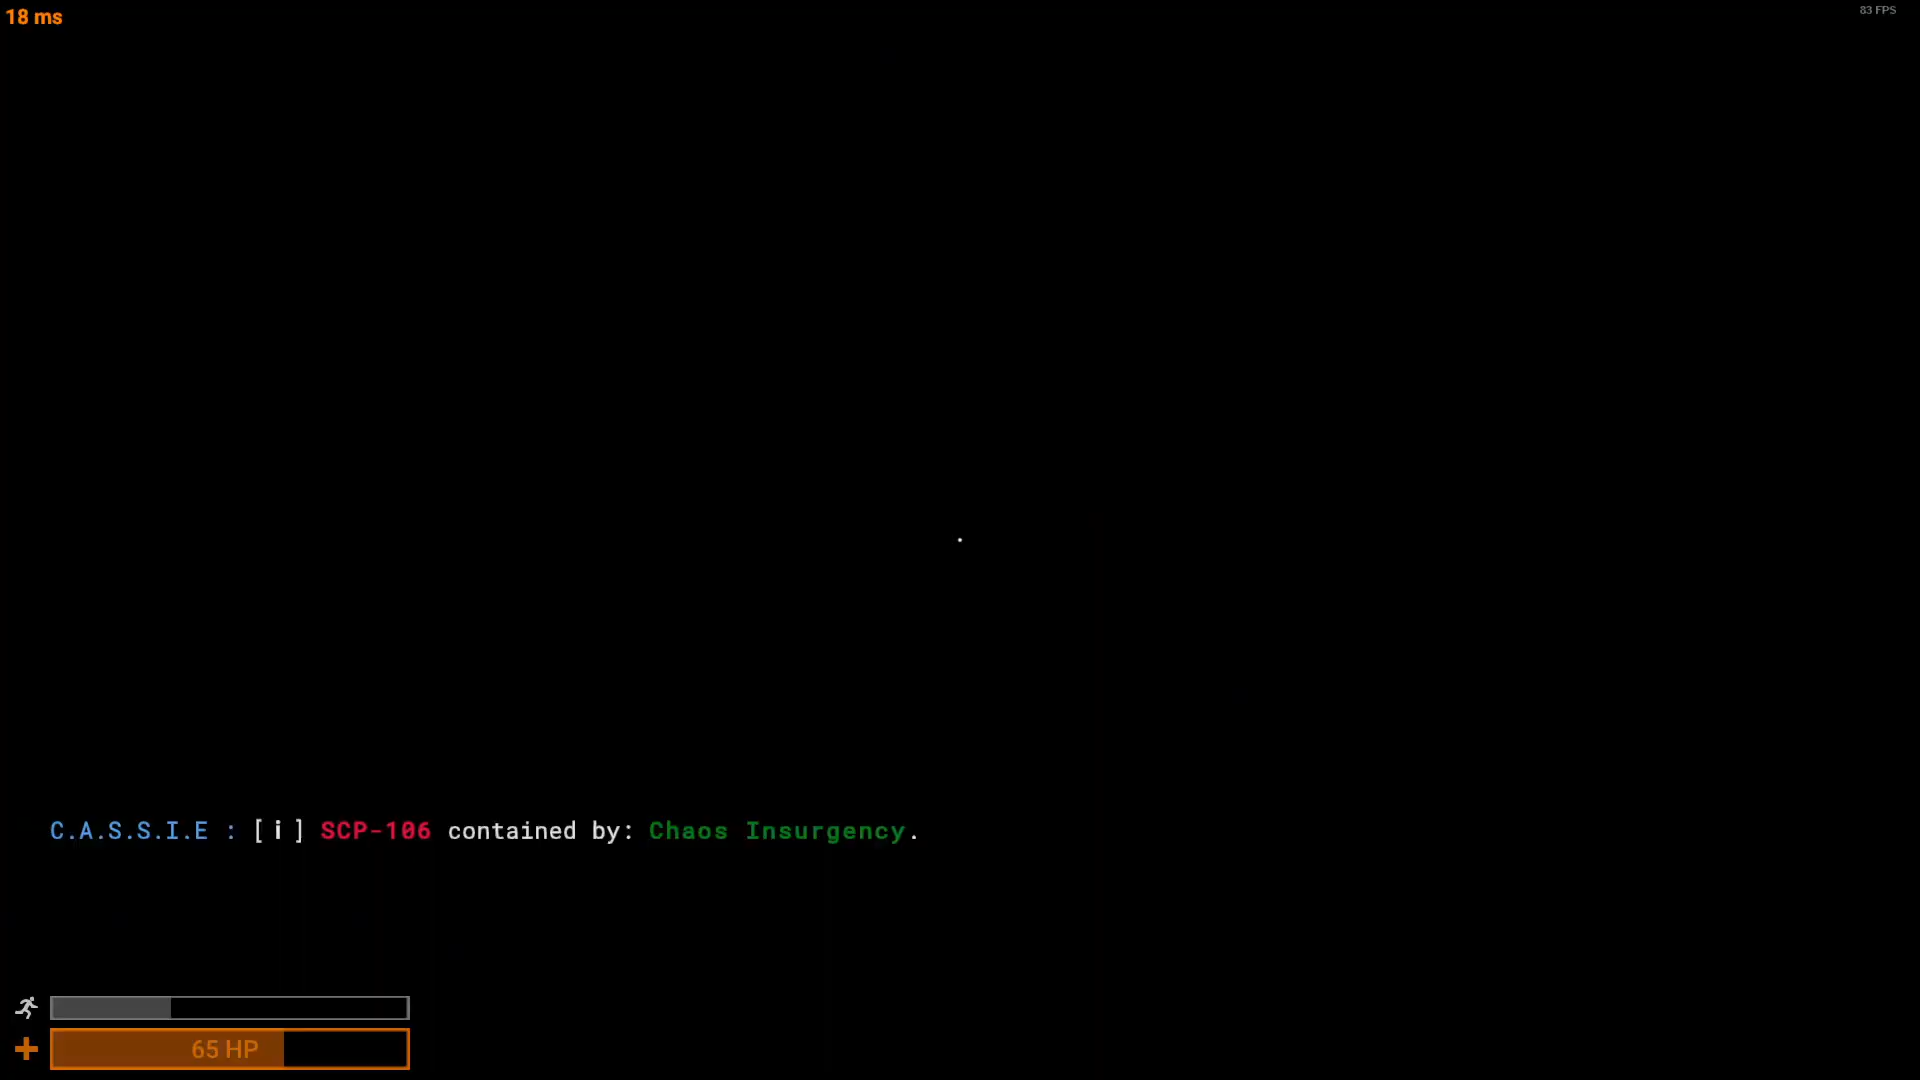 18 ms
83 FPS
C.A.S.S.I.E : [ i ] SCP-106 contained by: Chaos Insurgency.
65 HP